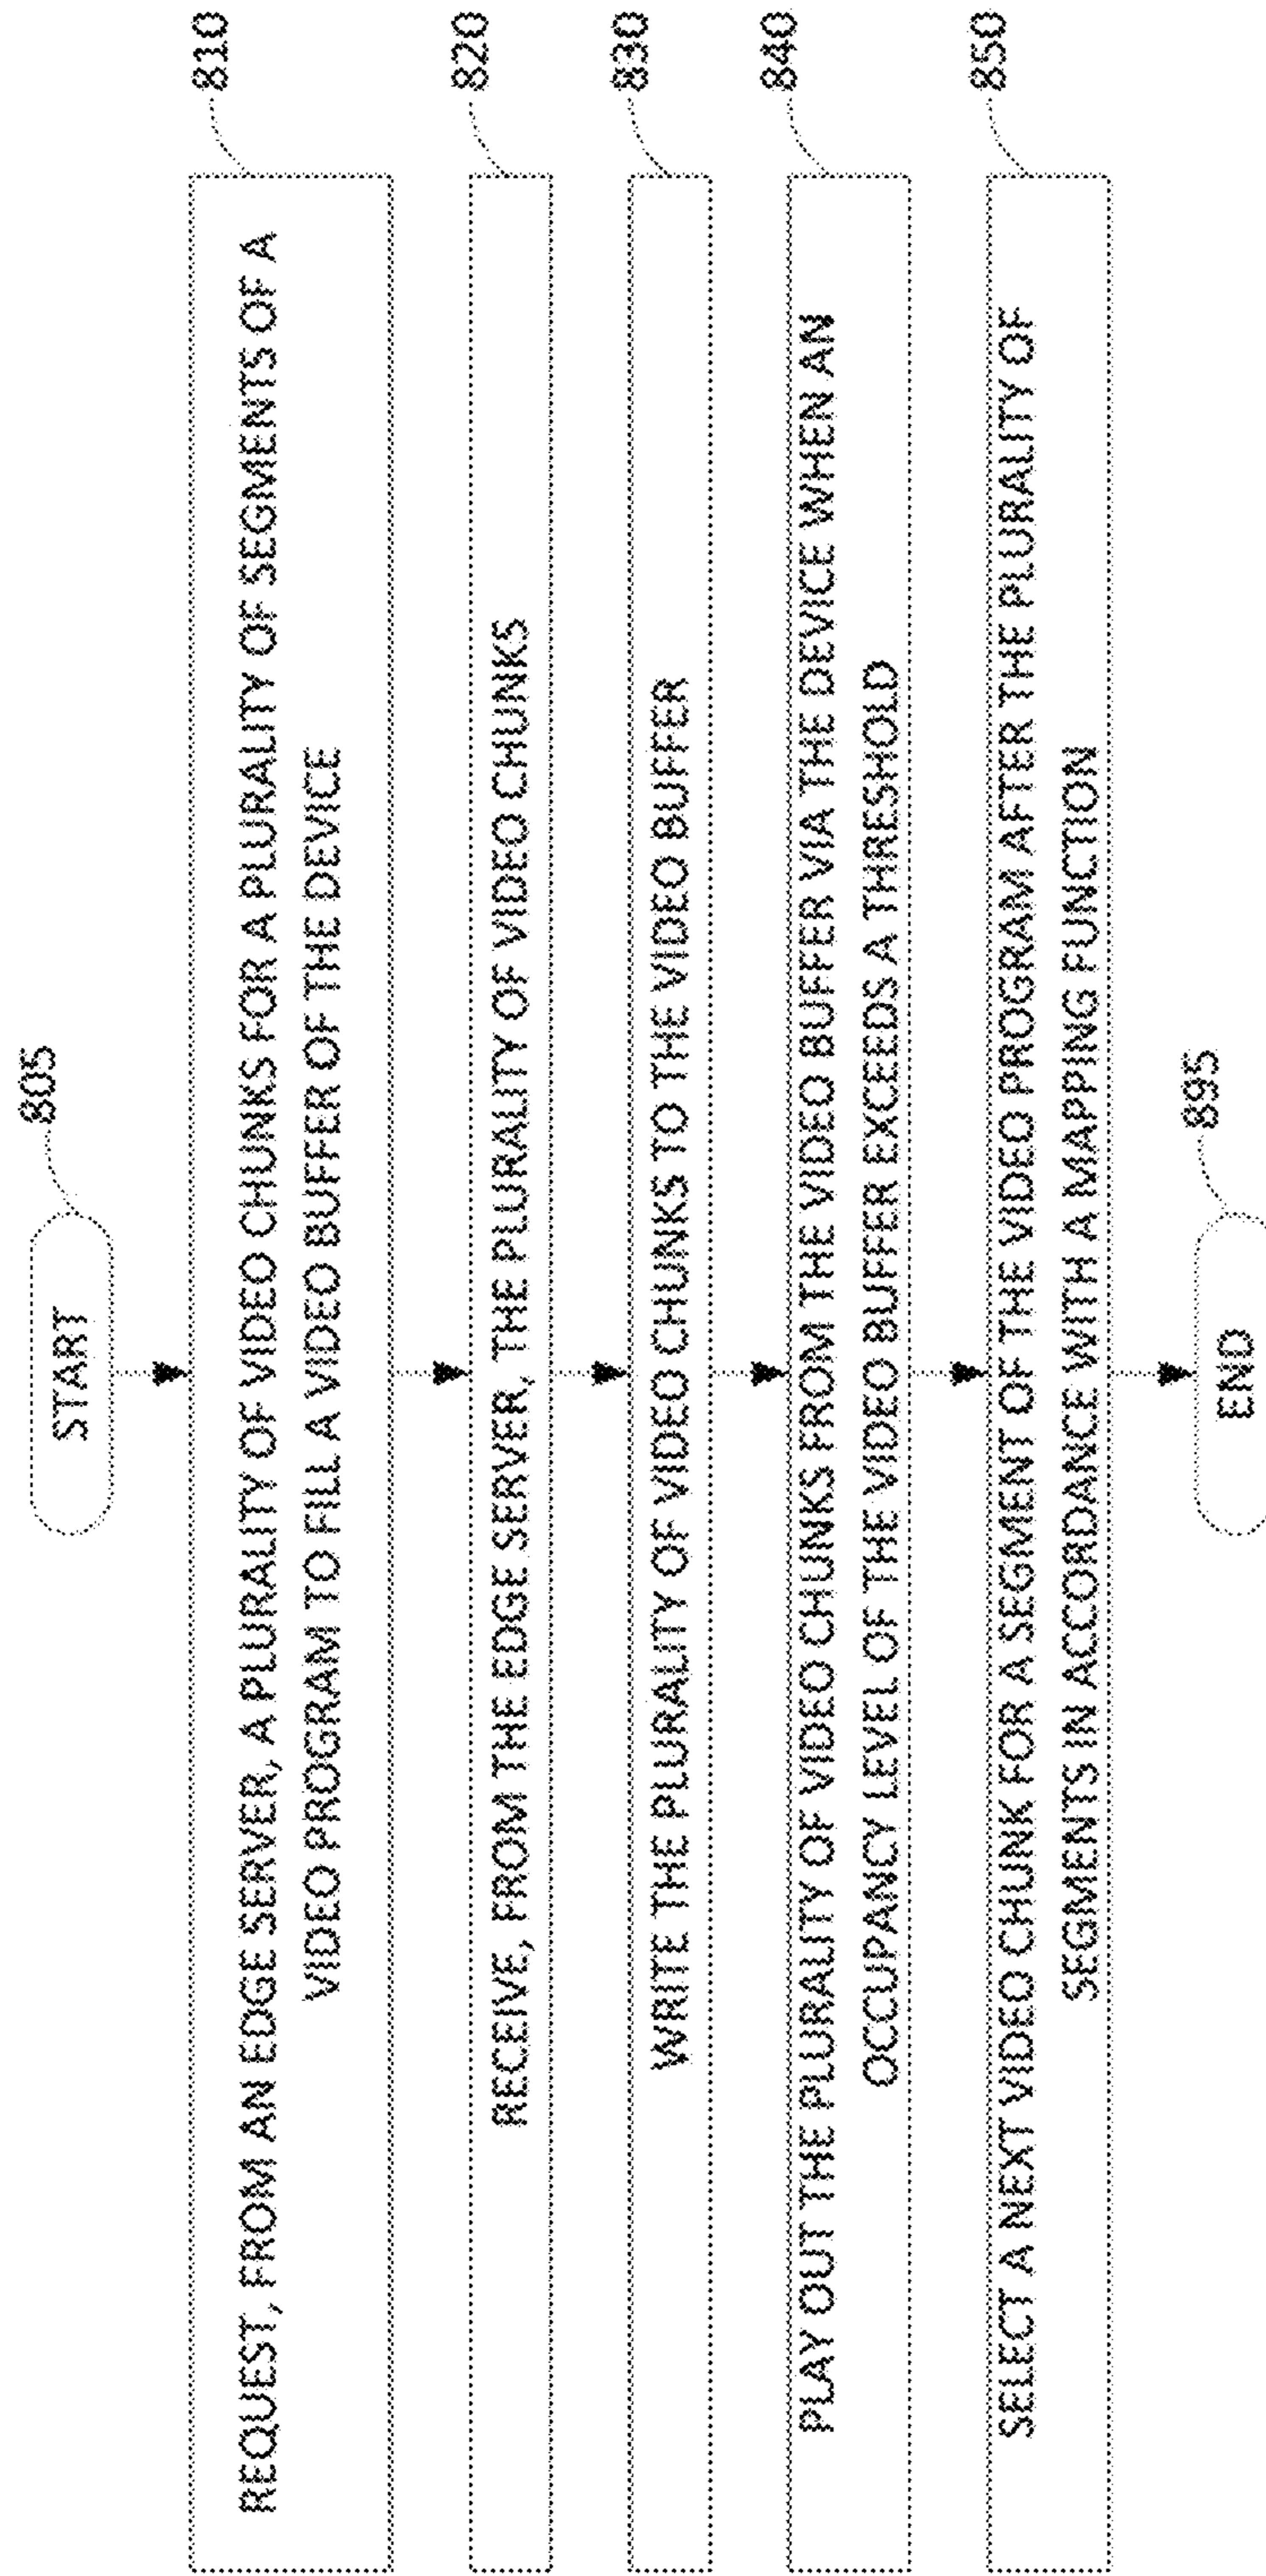 805
START
810
REQUEST, FROM AN EDGE SERVER, A PLURALITY OF VIDEO CHUNKS FOR A PLURALITY OF SEGMENTS OF A
VIDEO PROGRAM TO FILL A VIDEO BUFFER OF THE DEVICE
820
RECEIVE, FROM THE EDGE SERVER, THE PLURALITY OF VIDEO CHUNKS
830
WRITE THE PLURALITY OF VIDEO CHUNKS TO THE VIDEO BUFFER
840
PLAY OUT THE PLURALITY OF VIDEO CHUNKS FROM THE VIDEO BUFFER VIA THE DEVICE WHEN AN
OCCUPANCY LEVEL OF THE VIDEO BUFFER EXCEEDS A THRESHOLD
850
SELECT A NEXT VIDEO CHUNK FOR A SEGMENT OF THE VIDEO PROGRAM AFTER THE PLURALITY OF
SEGMENTS IN ACCORDANCE WITH A MAPPING FUNCTION
895
END